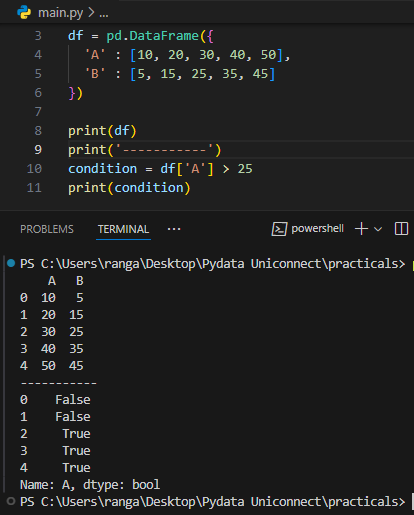 main.py > ...
3 df = pd.DataFrame({
4 'A' : [10, 20, 30, 40, 50],
5 'B' : [5, 15, 25, 35, 45]
6 })
7
8 print(df)
9 print('-----------')
10 condition = df['A'] > 25
11 print(condition)
PROBLEMS TERMINAL ... powershell
PS C:\Users\ranga\Desktop\Pydata Uniconnect\practicals>
A B
0 10 5
1 20 15
2 30 25
3 40 35
4 50 45
-----------
0 False
1 False
2 True
3 True
4 True
Name: A, dtype: bool
PS C:\Users\ranga\Desktop\Pydata Uniconnect\practicals>